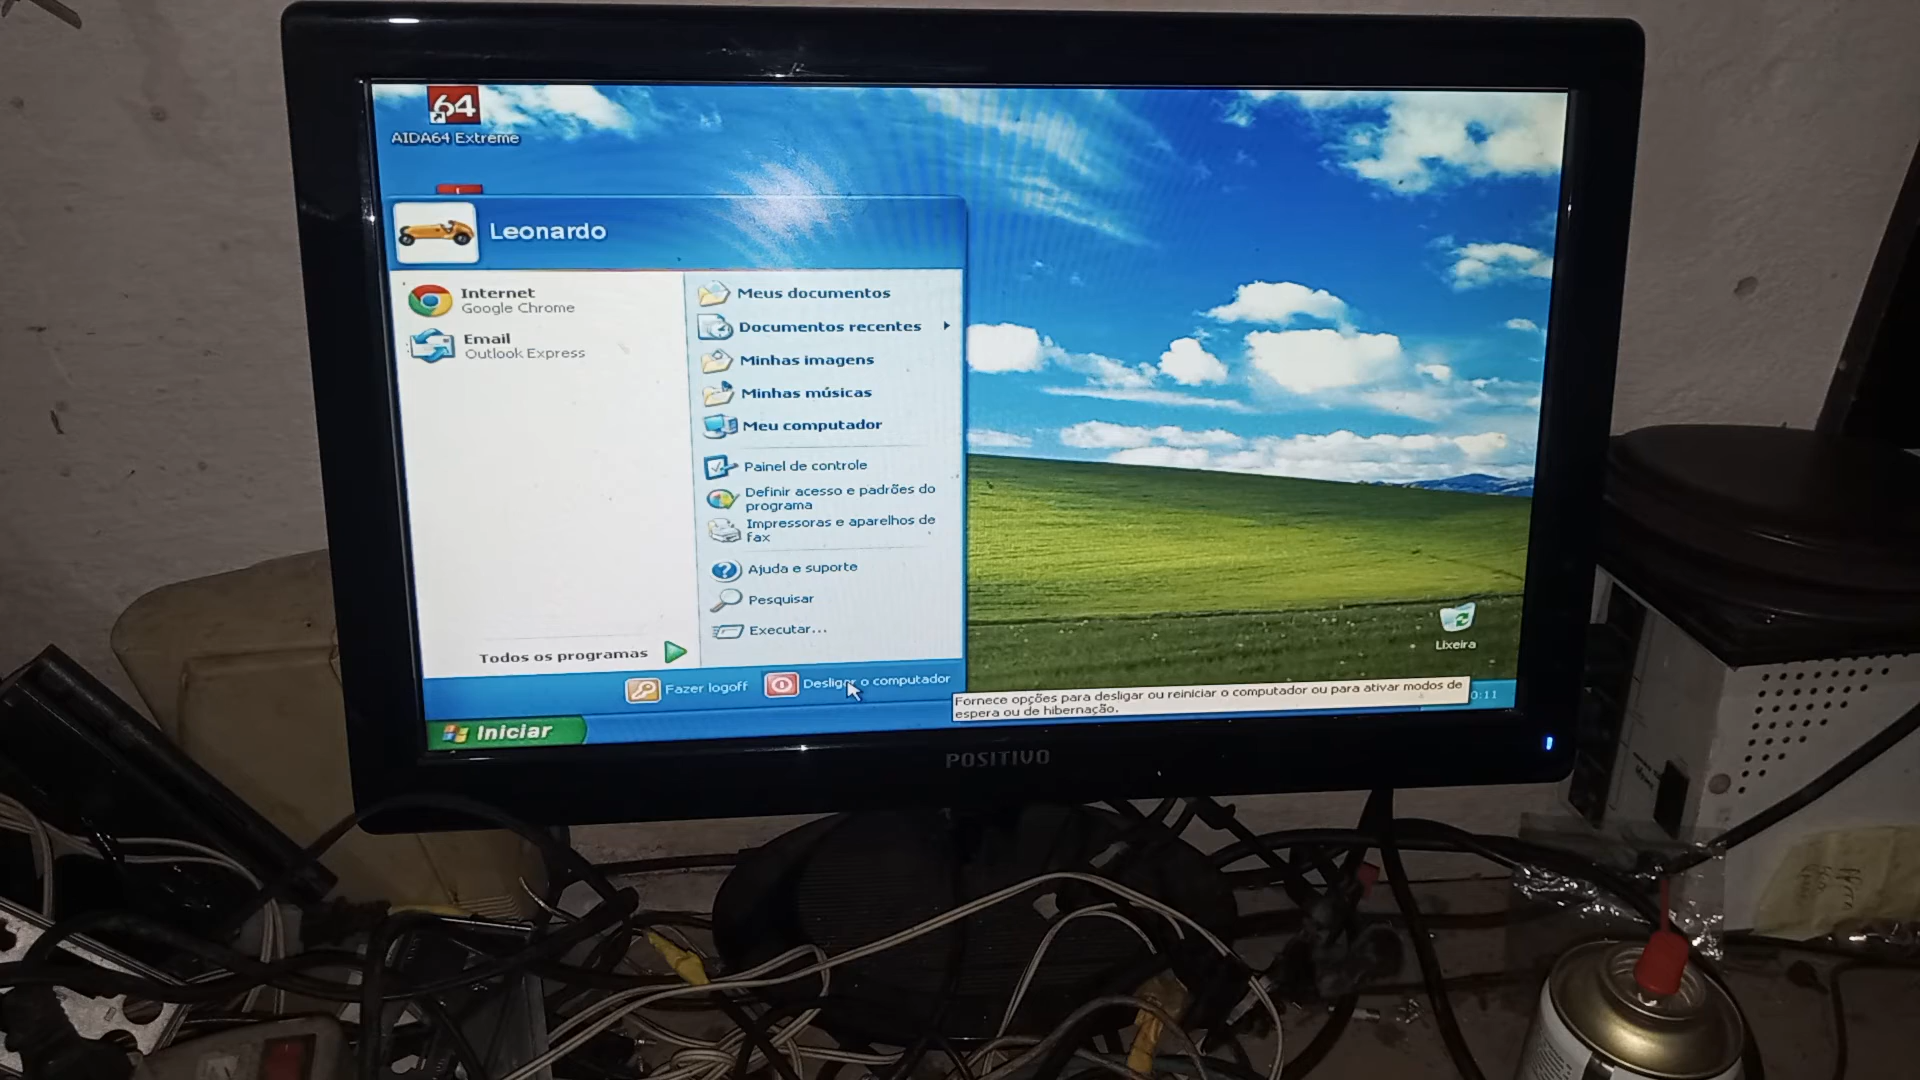 64
AIDA64 Extreme
Leonardo
Internet
Google Chrome
Email
Outlook Express
Todos os programas
Meus documentos
Documentos recentes
Minhas imagens
Minhas músicas
Meu computador
Painel de controle
Definir acesso e padrões do
programa
Impressoras e aparelhos de
fax
Ajuda e suporte
Pesquisar
Executar...
Fazer logoff
Desligar o computador
Lixeira
Fornece opções para desligar ou reiniciar o computador ou para ativar modos de
espera ou de hibernação.
0:11
Iniciar
POSITIVO